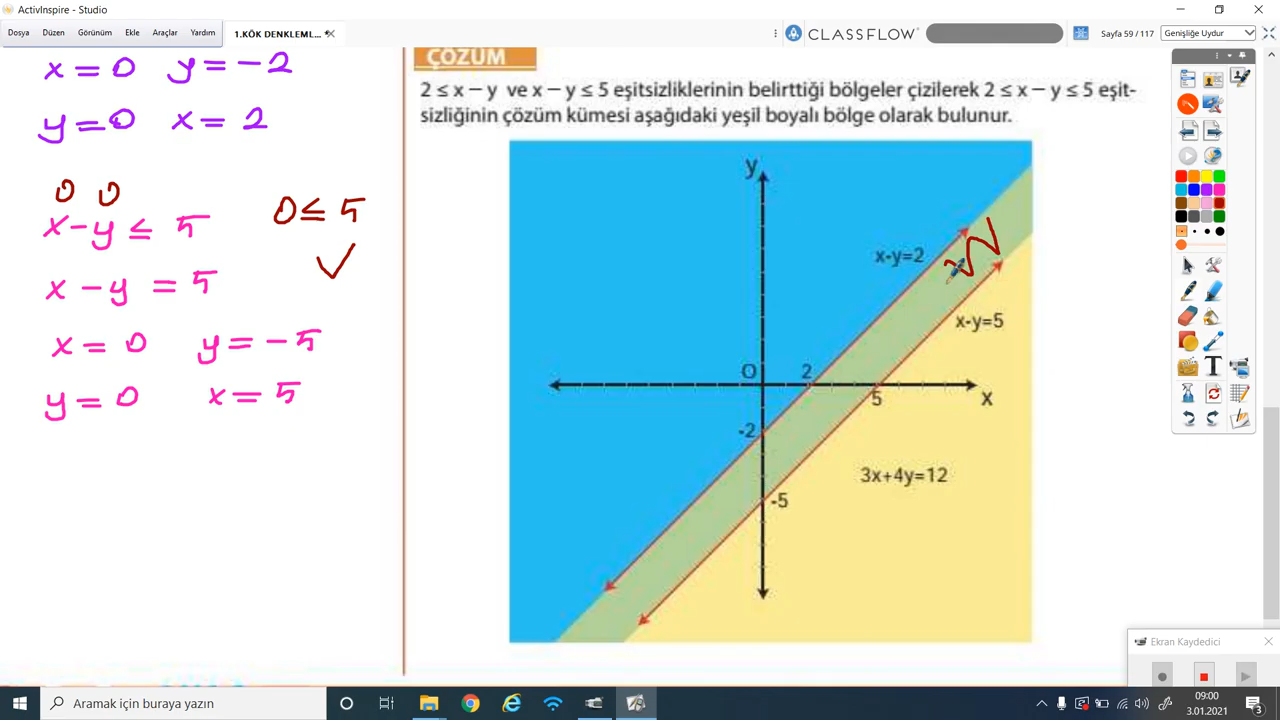 ActivInspire - Studio
Dosya Düzen Görünüm Ekle Araçlar Yardım
1.KÖK DENKLEML...
CLASSFLOW
Sayfa 59 / 117
Genişliğe Uydur
x = 0 y = -2
y = 0 x = 2
0 0
x - y ≤ 5
0 ≤ 5
✓
x - y = 5
x = 0 y = -5
y = 0 x = 5
ÇÖZÜM
2 ≤ x – y ve x – y ≤ 5 eşitsizliklerinin belirttiği bölgeler çizilerek 2 ≤ x – y ≤ 5 eşit-
sizliğinin çözüm kümesi aşağıdaki yeşil boyalı bölge olarak bulunur.
y
x-y=2
x-y=5
O 2
5 x
-2
3x+4y=12
-5
Ekran Kaydedici
Aramak için buraya yazın
09:00
3.01.2021
3